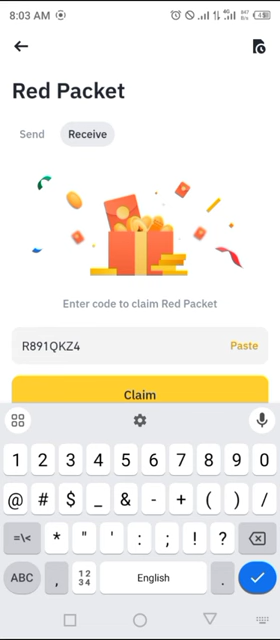 8:03 AM
Red Packet
Send Receive
Enter code to claim Red Packet
R891QKZ4 Paste
Claim
1 2 3 4 5 6 7 8 9 0
@ # $ _ & - + ( ) /
=\< * " ' : ; ! ?
ABC , 12 34 English .